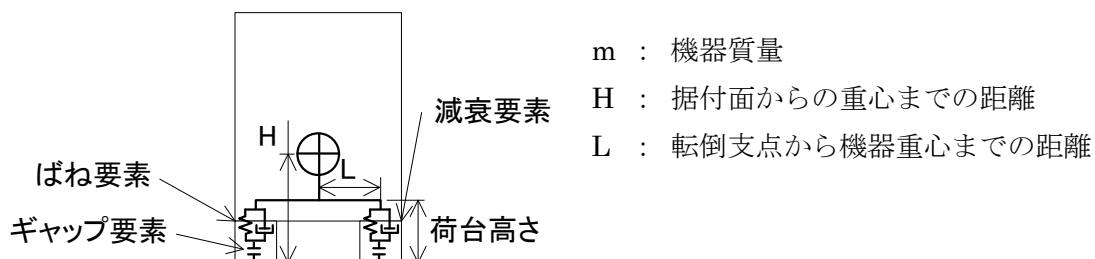 m : 機器質量
H : 据付面からの重心までの距離
L : 転倒支点から機器重心までの距離
減衰要素
H
L
ばね要素
ギャップ要素
荷台高さ